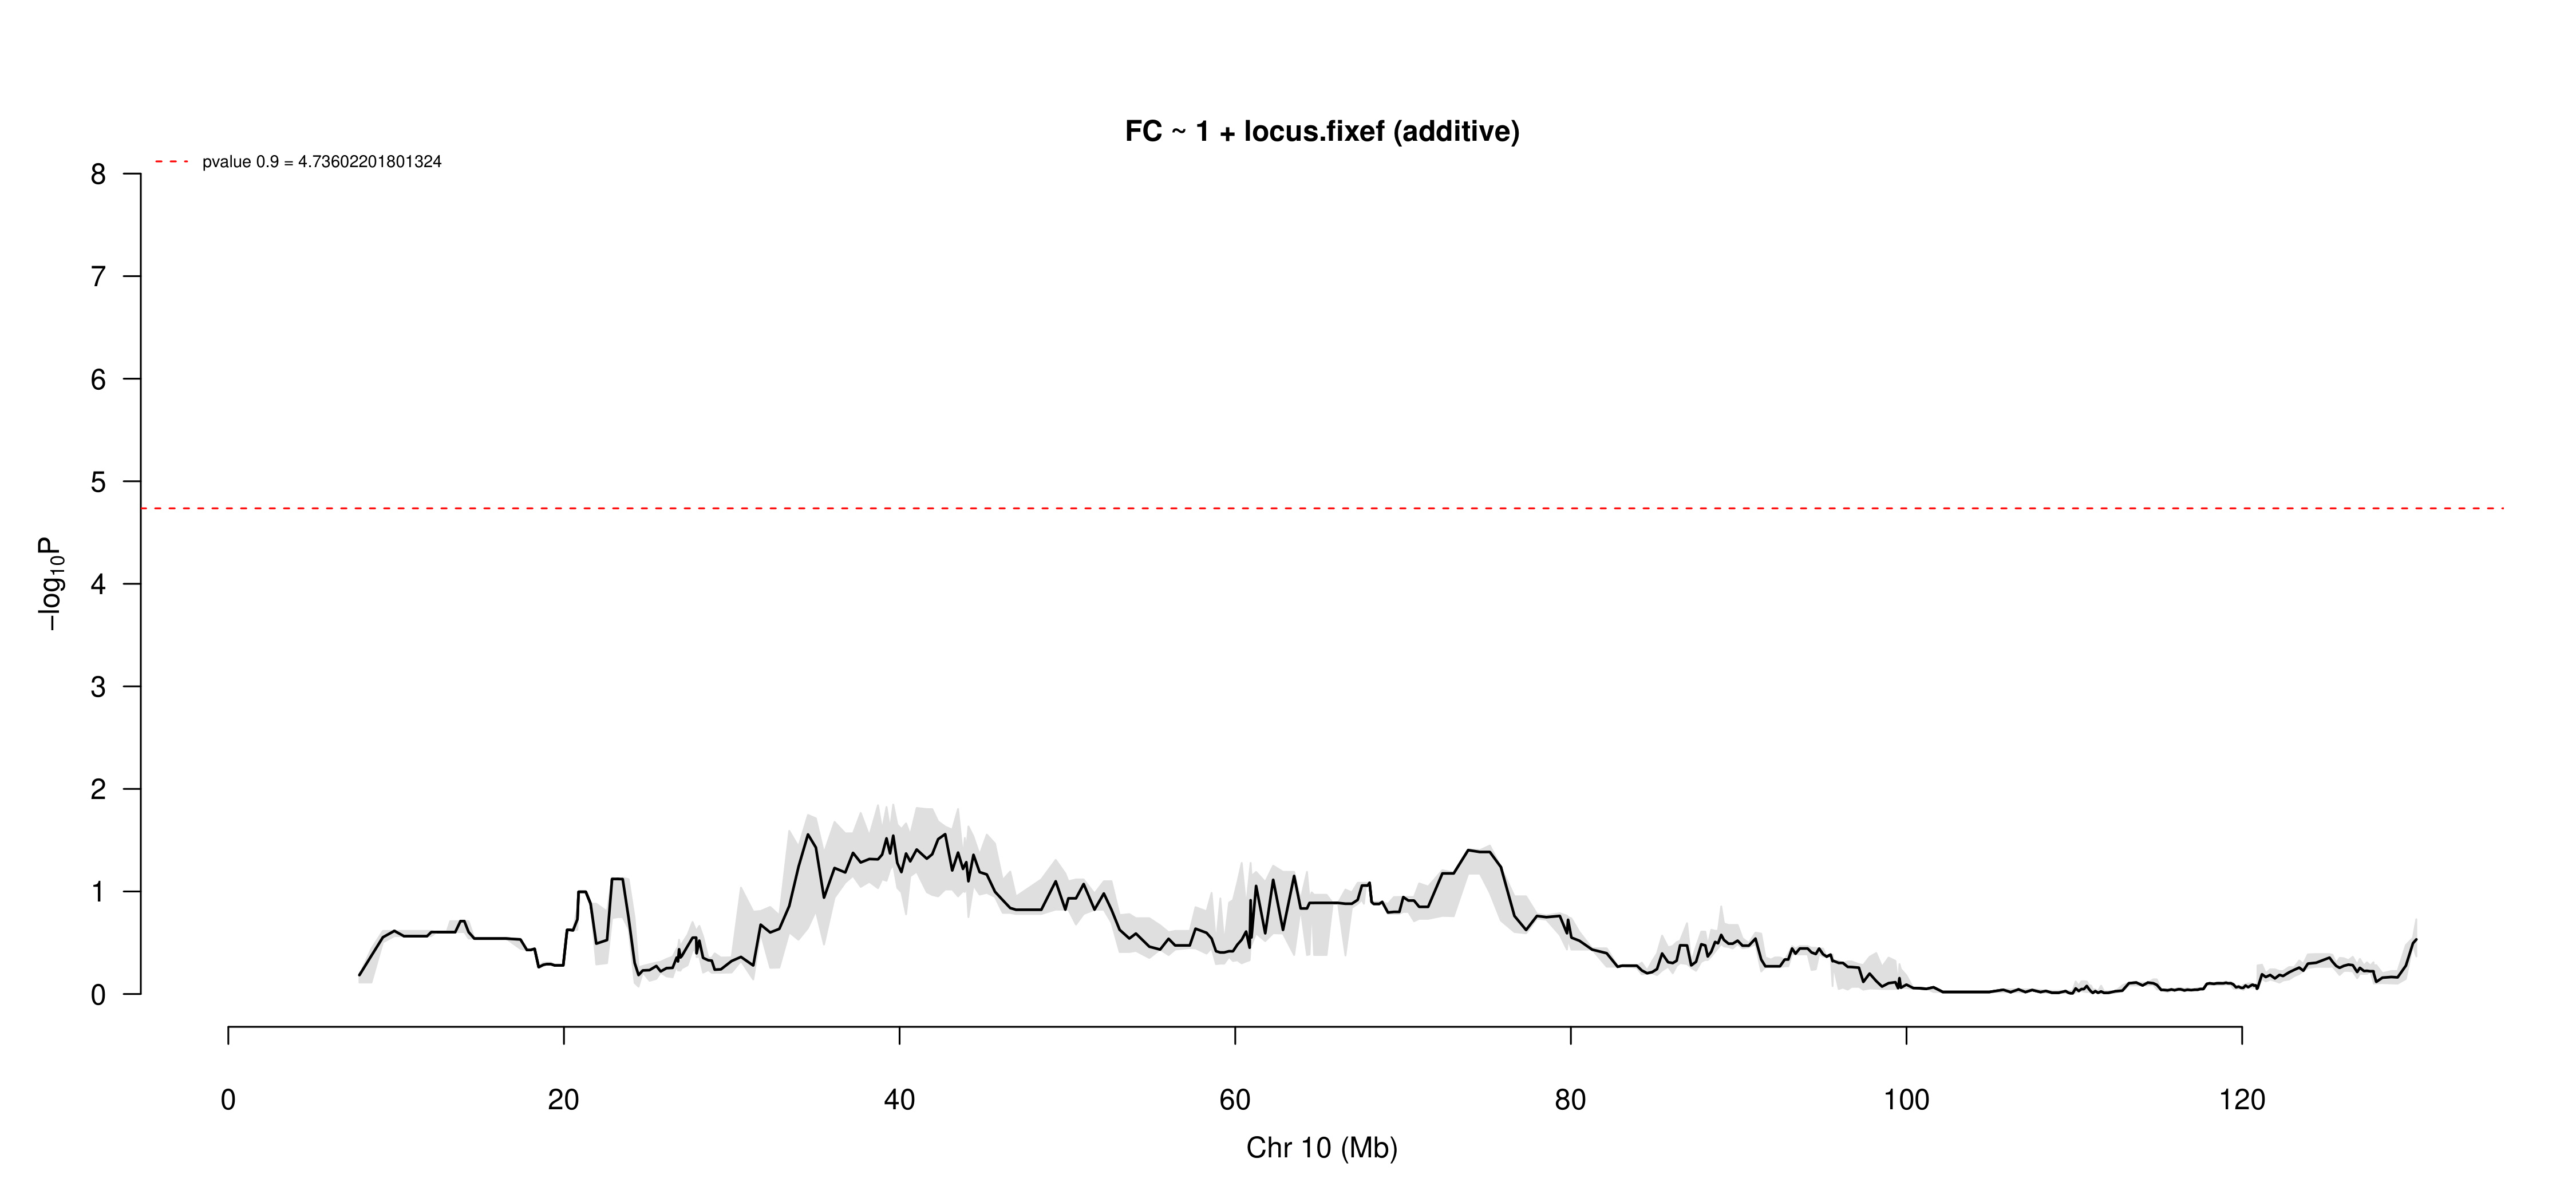 FC ~ 1 + locus.fixef (additive)
pvalue 0.9 = 4.73602201801324
8
7
6
5
4
3
2
1
0
−log₁₀P
0 20 40 60 80 100 120
Chr 10 (Mb)